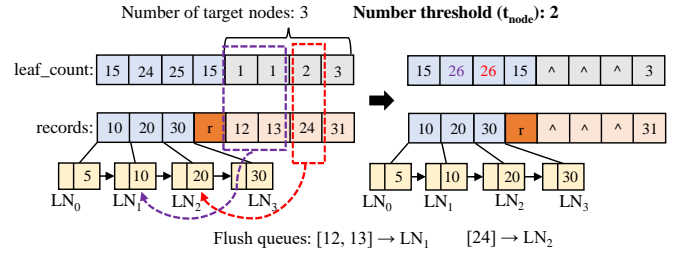 Number of target nodes: 3 Number threshold (t_node): 2
leaf_count: 15 24 25 15 1 1 2 3 15 26 26 15 ^ ^ ^ 3
records: 10 20 30 r 12 13 24 31 10 20 30 r ^ ^ ^ 31
5 10 20 30 5 10 20 30
LN0 LN1 LN2 LN3 LN0 LN1 LN2 LN3
Flush queues: [12, 13] → LN1 [24] → LN2